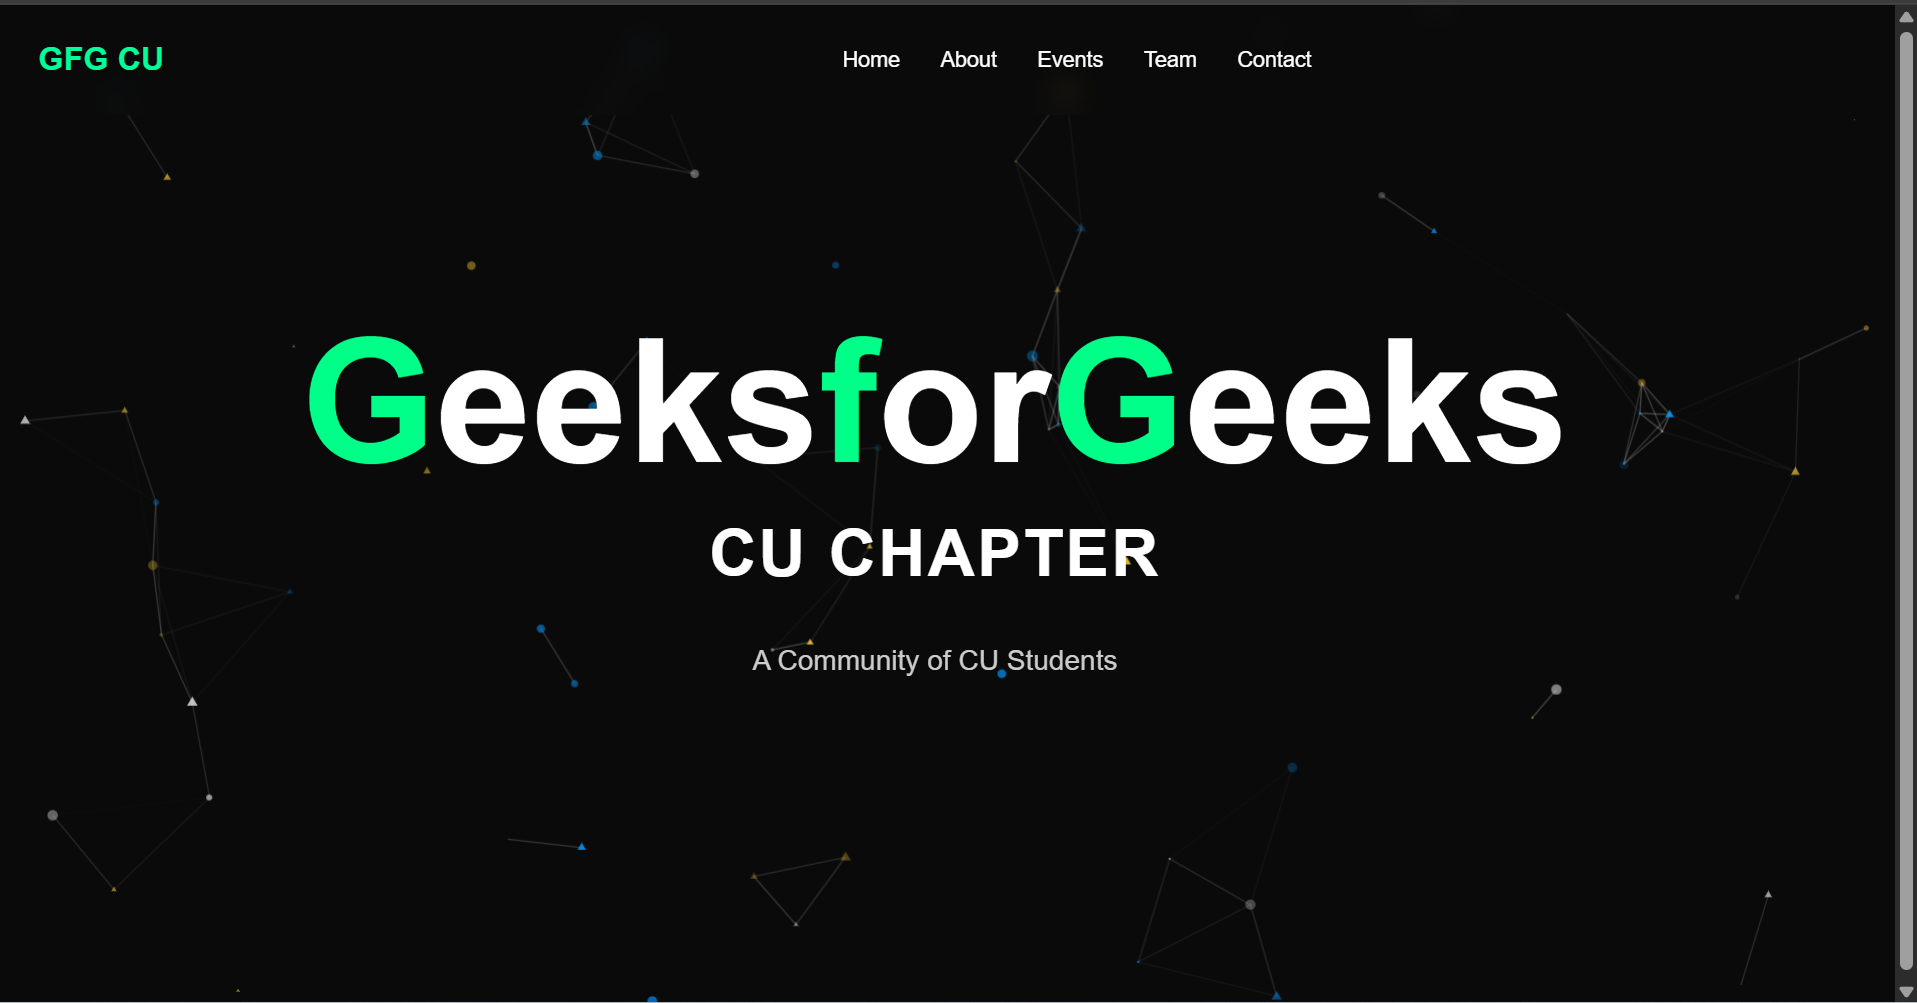 GFG CU
Home About Events Team Contact
GeeksforGeeks
CU CHAPTER
A Community of CU Students